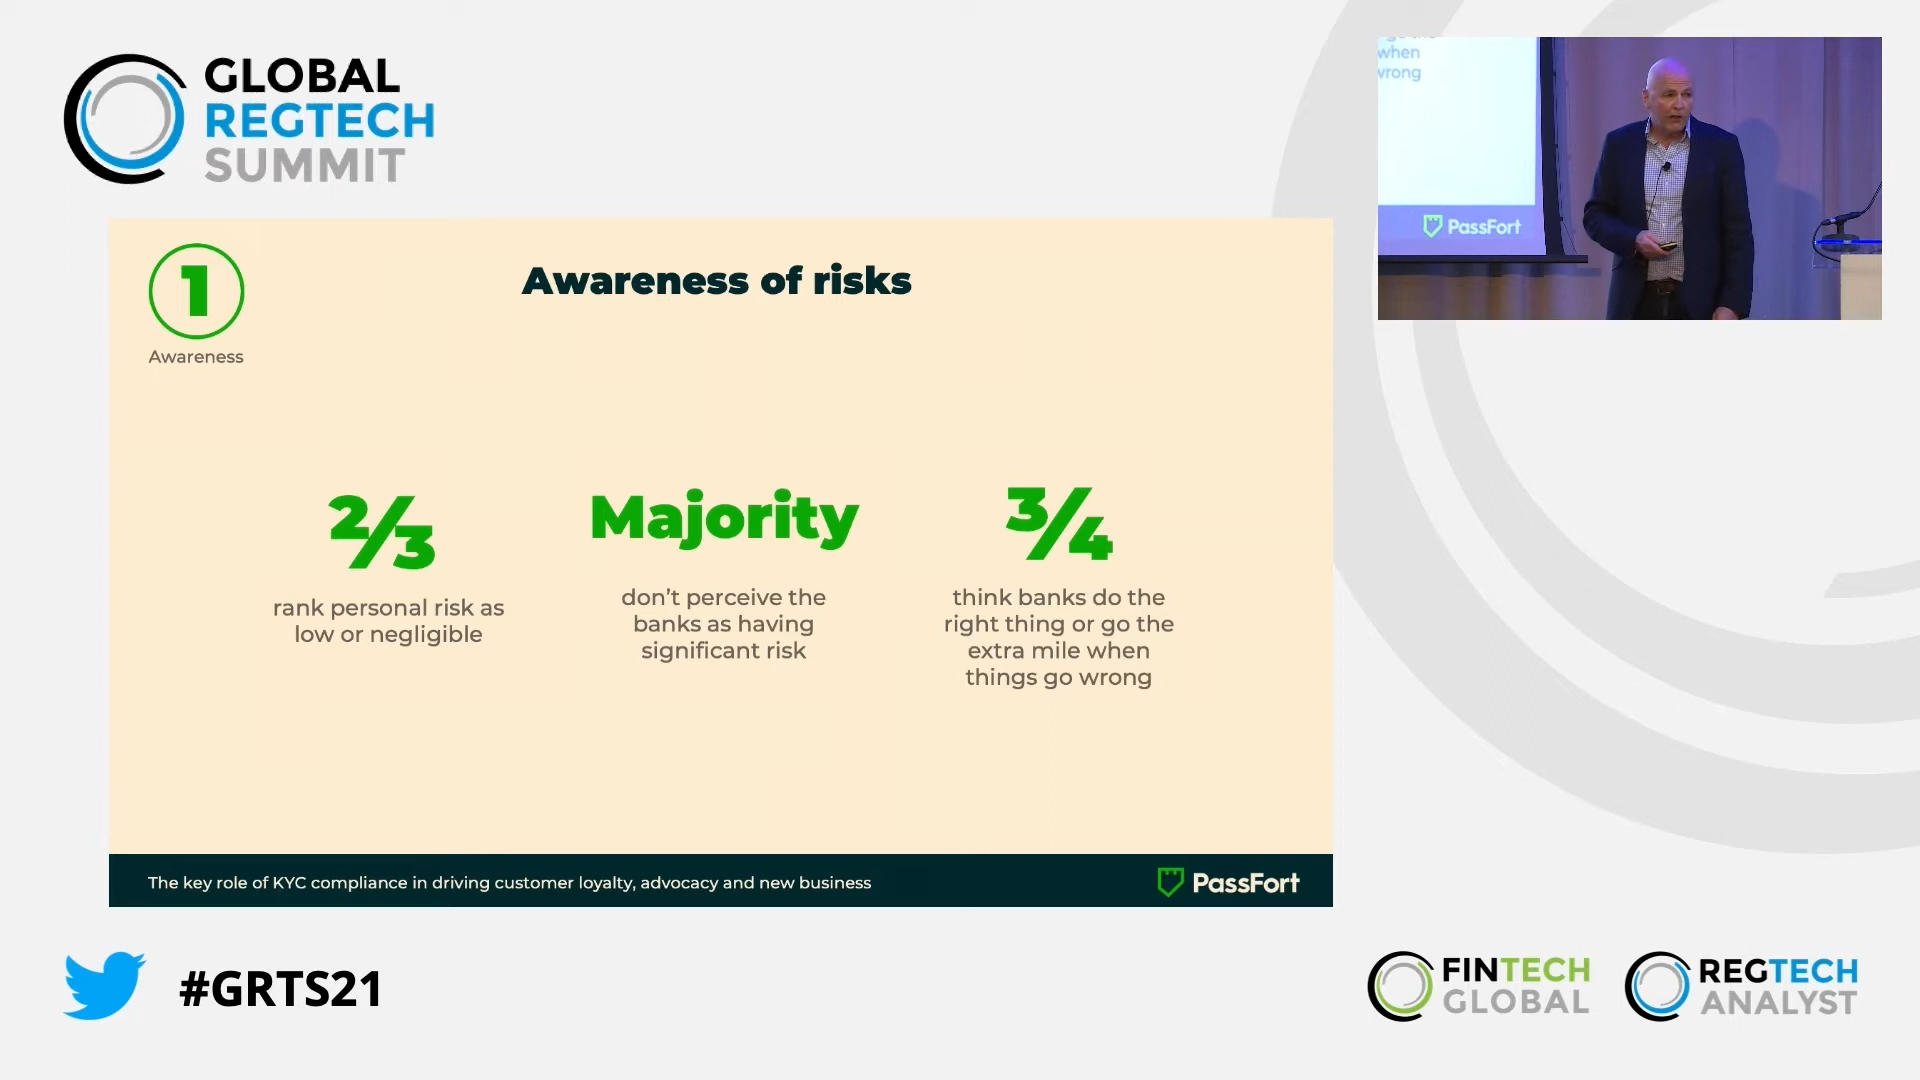 GLOBAL
REGTECH
SUMMIT
when
wrong
PassFort
1
Awareness
Awareness of risks
⅔
rank personal risk as
low or negligible
Majority
don’t perceive the
banks as having
significant risk
¾
think banks do the
right thing or go the
extra mile when
things go wrong
The key role of KYC compliance in driving customer loyalty, advocacy and new business
PassFort
#GRTS21
FINTECH
GLOBAL
REGTECH
ANALYST